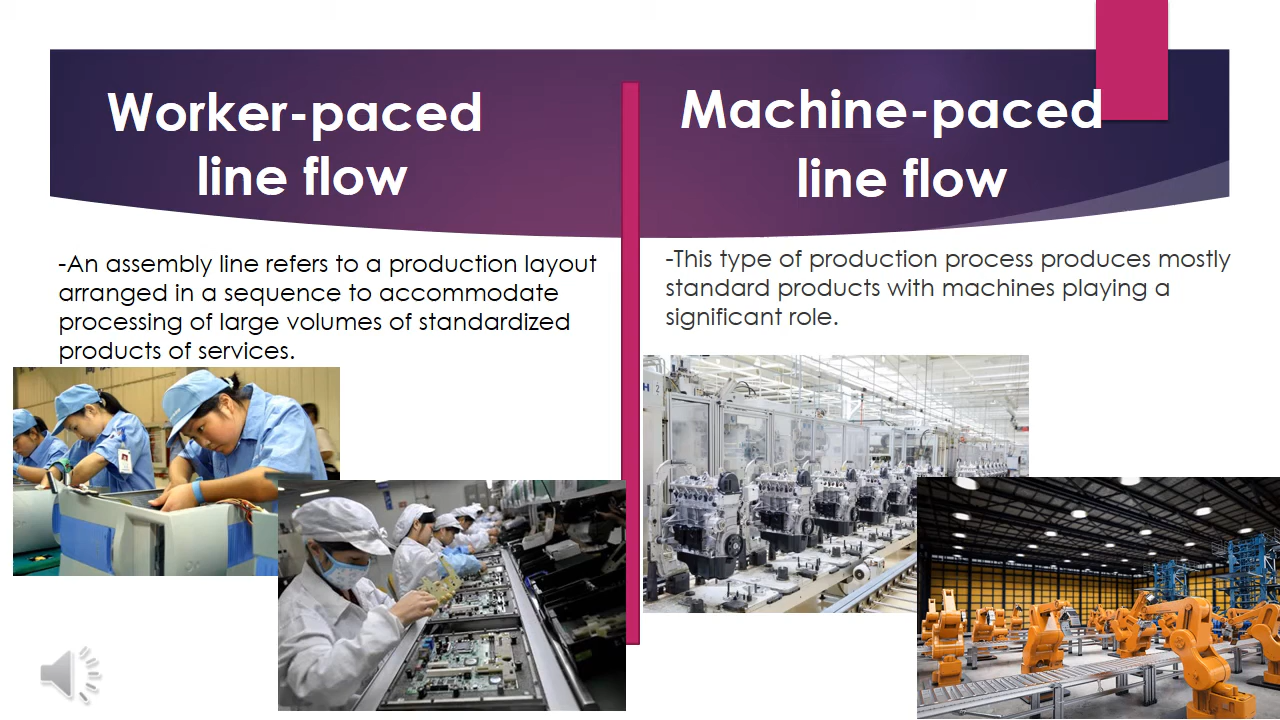 Worker-paced
line flow
Machine-paced
line flow
-An assembly line refers to a production layout
arranged in a sequence to accommodate
processing of large volumes of standardized
products of services.
-This type of production process produces mostly
standard products with machines playing a
significant role.
H 2